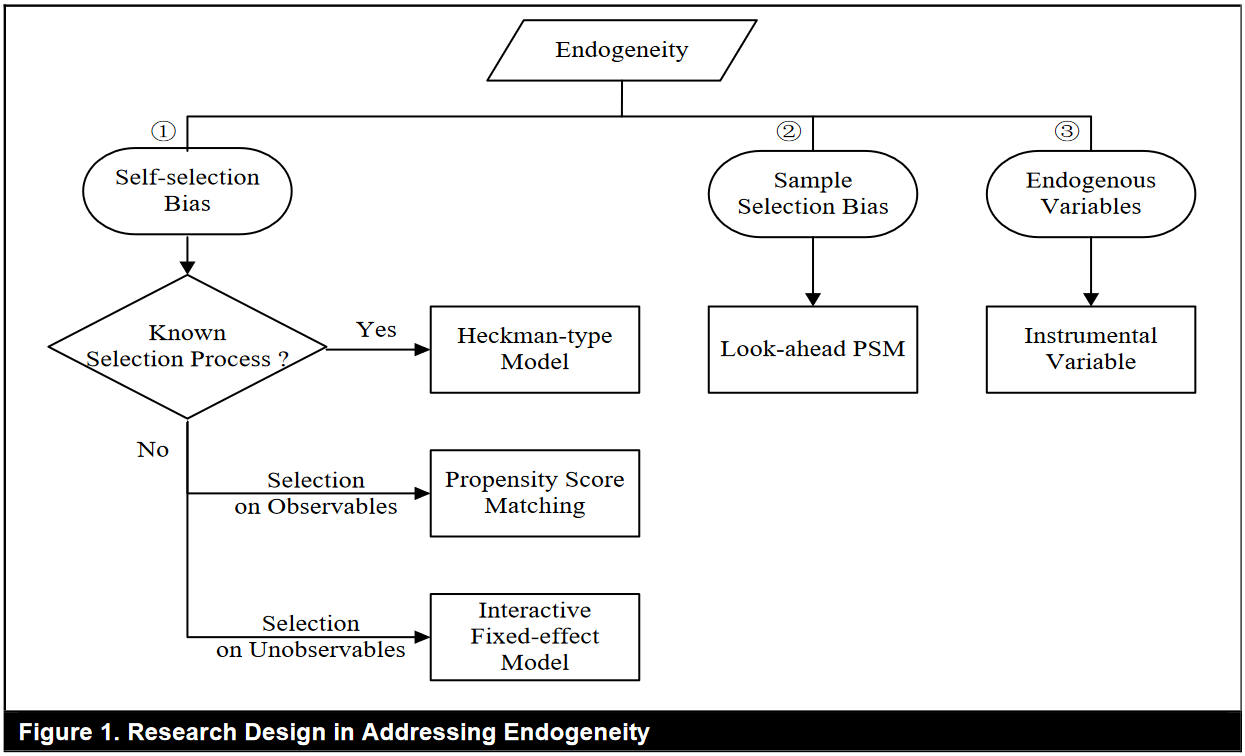 Endogeneity
①
Self-selection
Bias
②
Sample
Selection Bias
③
Endogenous
Variables
Known
Selection Process ?
Yes
Heckman-type
Model
Look-ahead PSM
Instrumental
Variable
No
Selection
on Observables
Propensity Score
Matching
Selection
on Unobservables
Interactive
Fixed-effect
Model
Figure 1. Research Design in Addressing Endogeneity